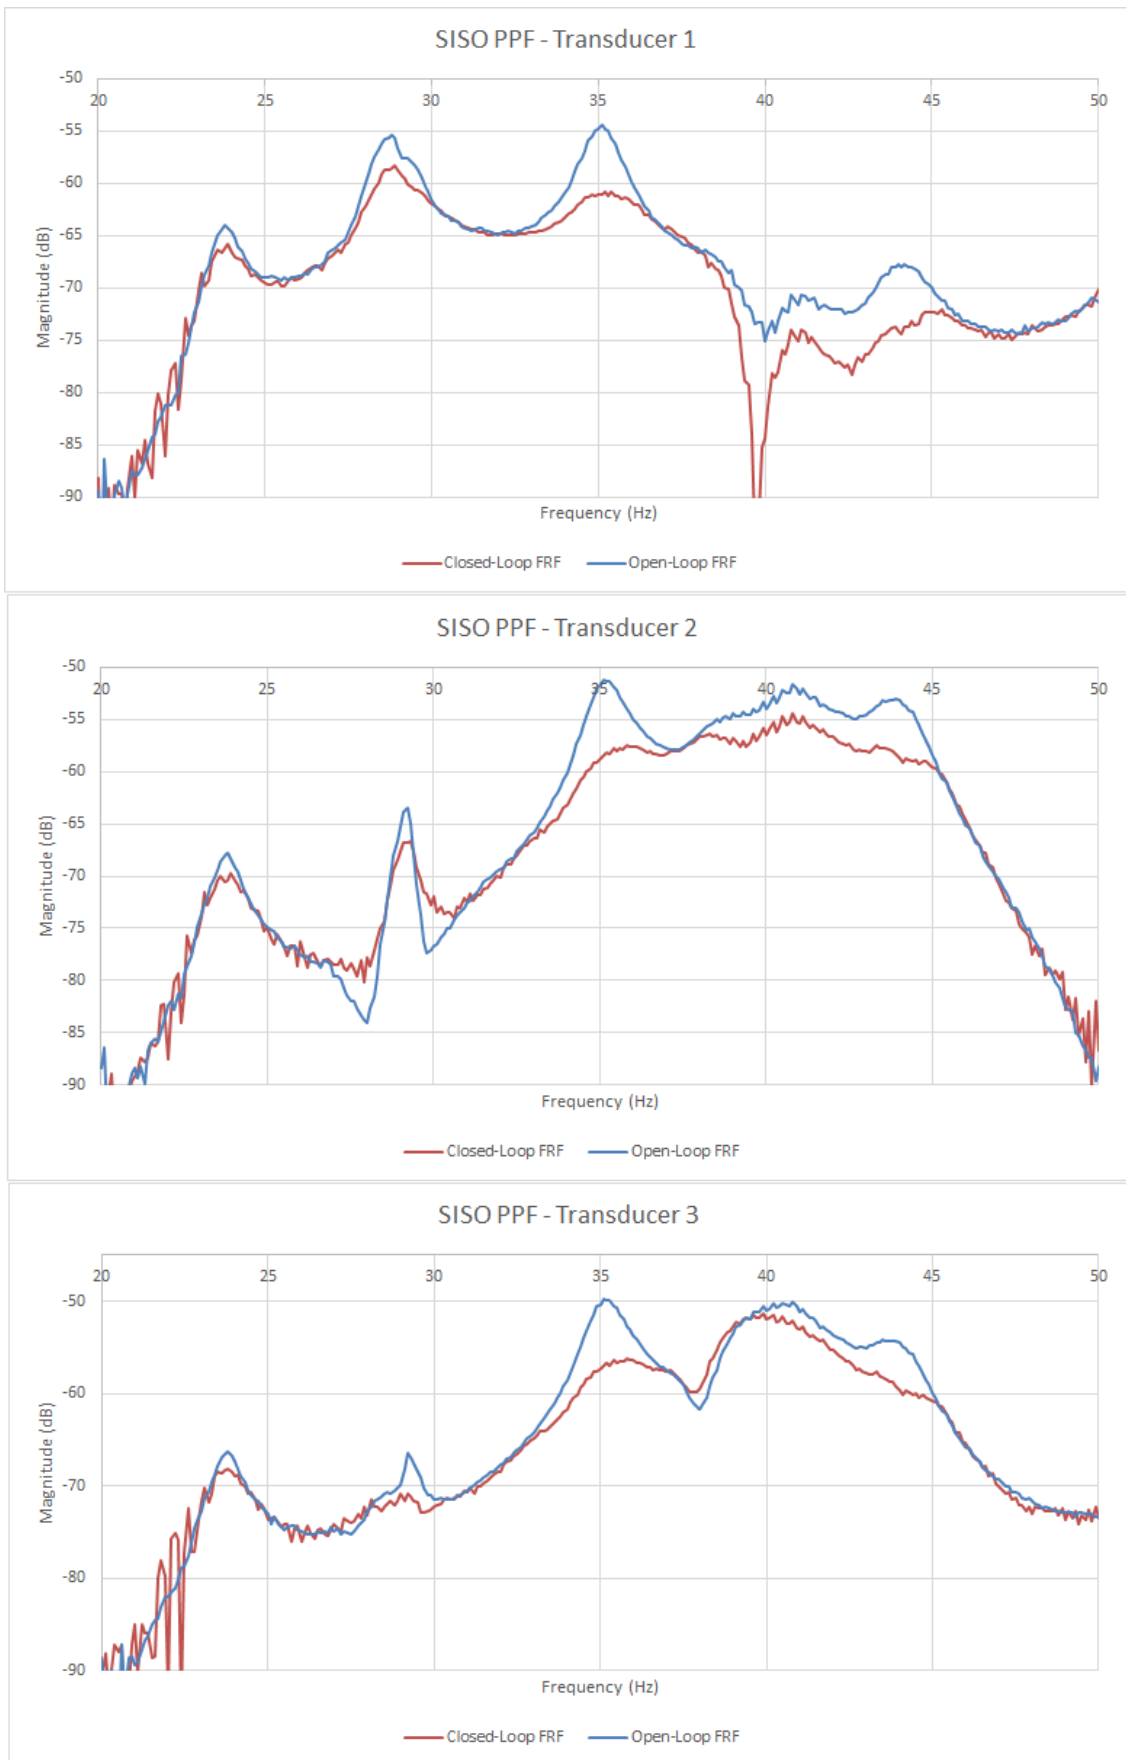 SISO PPF - Transducer 1
-50
20 25 30 35 40 45 50
-55
-60
-65
-70
-75
-80
-85
-90
Magnitude (dB)
Frequency (Hz)
Closed-Loop FRF Open-Loop FRF
SISO PPF - Transducer 2
-50
20 25 30 35 40 45 50
-55
-60
-65
-70
-75
-80
-85
-90
Magnitude (dB)
Frequency (Hz)
Closed-Loop FRF Open-Loop FRF
SISO PPF - Transducer 3
20 25 30 35 40 45 50
-50
-60
-70
-80
-90
Magnitude (dB)
Frequency (Hz)
Closed-Loop FRF Open-Loop FRF